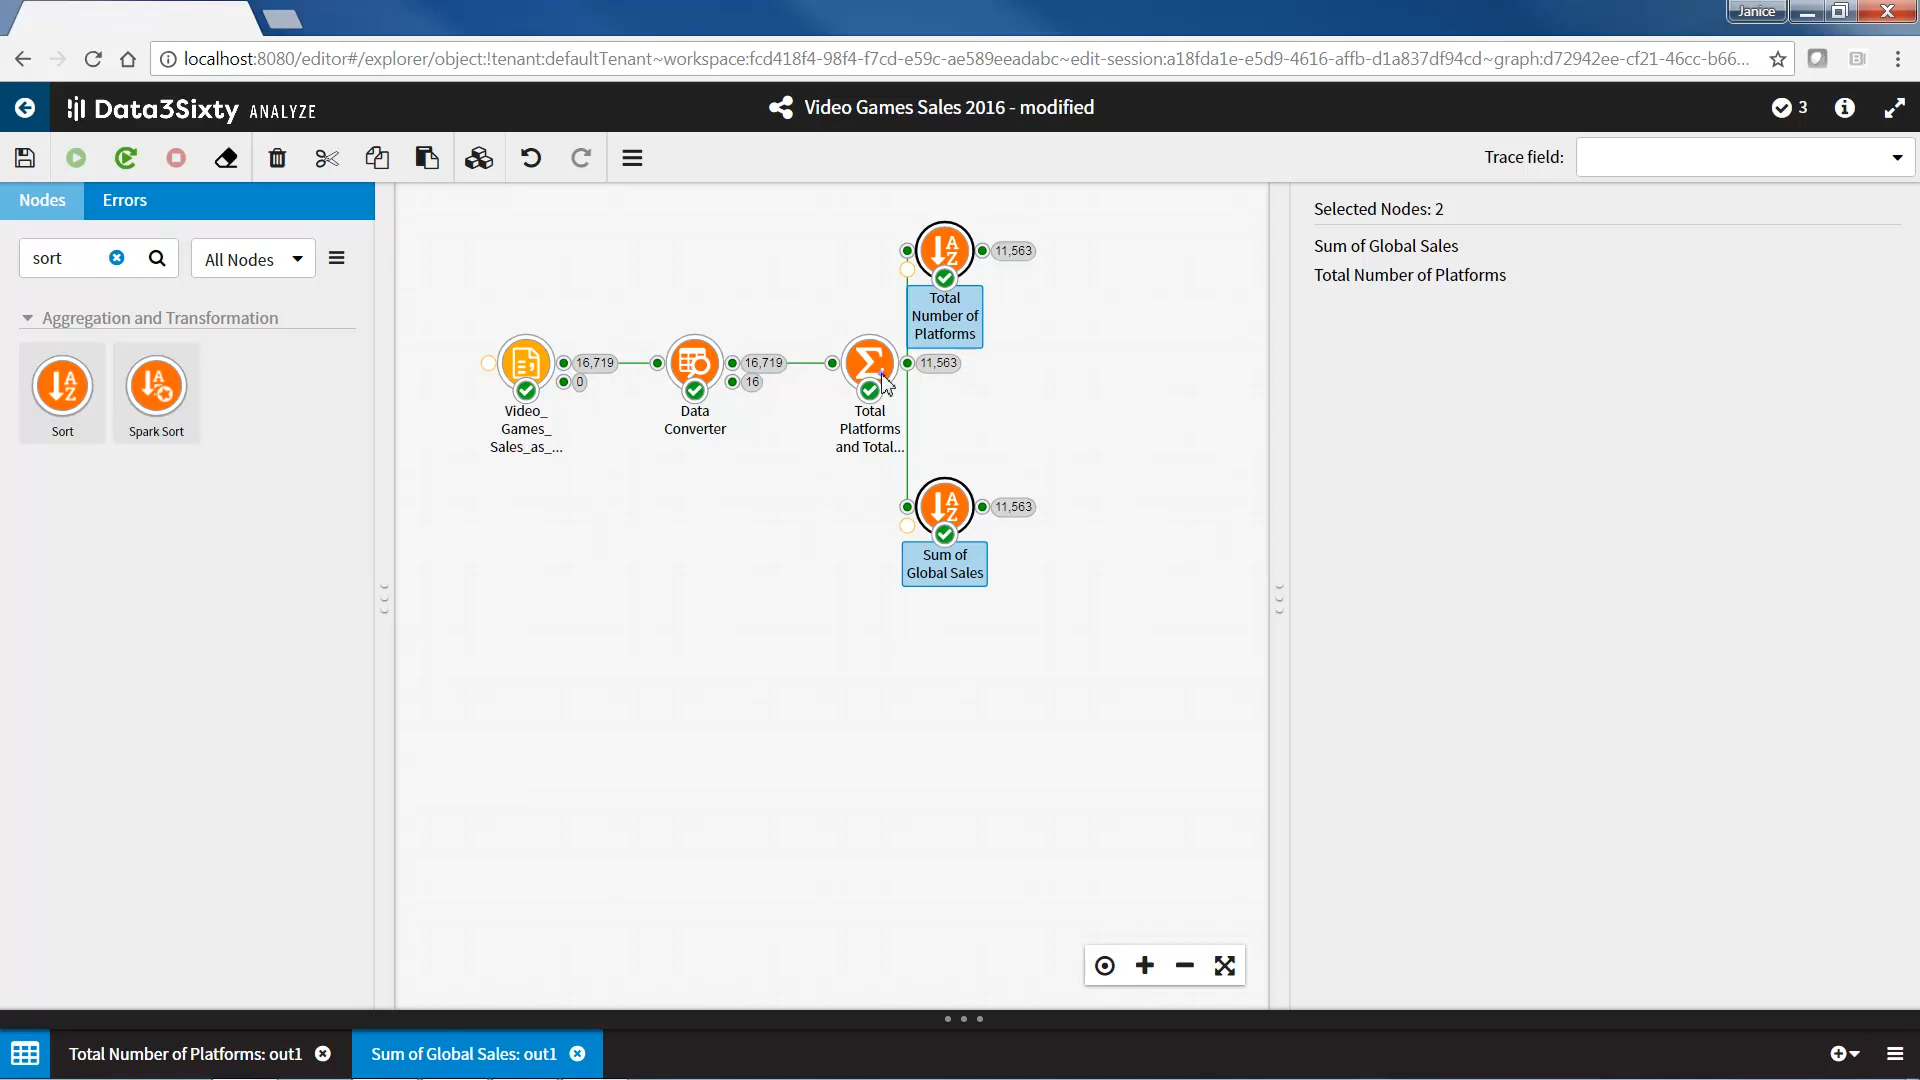 Janice
localhost:8080/editor#/explorer/object:!tenant:defaultTenant~workspace:fcd418f4-98f4-f7cd-e59c-ae589eeadabc~edit-session:a18fda1e-e5d9-4616-affb-d1a837df94cd~graph:d72942ee-cf21-46cc-b66...
Data3Sixty ANALYZE
Video Games Sales 2016 - modified
3
Trace field:
Nodes
Errors
sort
All Nodes
Aggregation and Transformation
Sort
Spark Sort
11,563
Total
Number of
Platforms
16,719
0
Video_
Games_
Sales_as_...
16,719
16
Data
Converter
11,563
Total
Platforms
and Total...
11,563
Sum of
Global Sales
Selected Nodes: 2
Sum of Global Sales
Total Number of Platforms
Total Number of Platforms: out1
Sum of Global Sales: out1